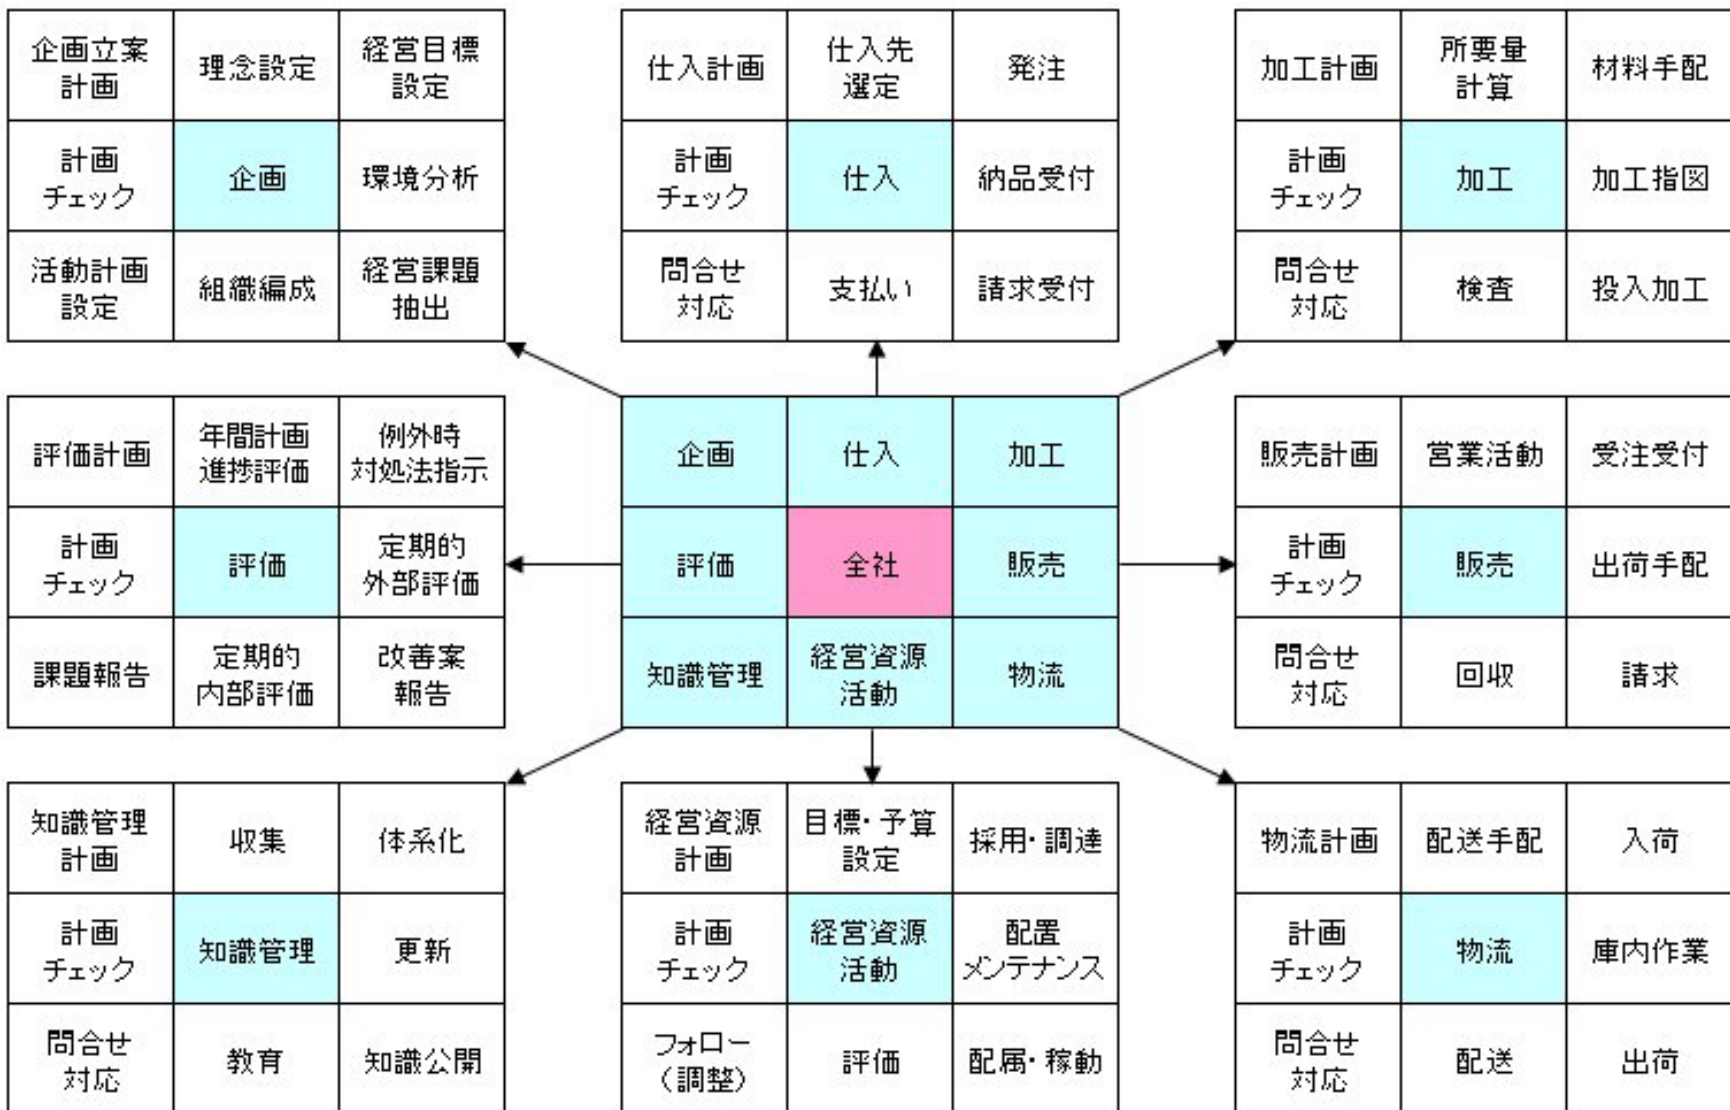 企画立案
計画
理念設定
経営目標
設定
計画
チェック
企画
環境分析
活動計画
設定
組織編成
経営課題
抽出
仕入計画
仕入先
選定
発注
計画
チェック
仕入
納品受付
問合せ
対応
支払い
請求受付
加工計画
所要量
計算
材料手配
計画
チェック
加工
加工指図
問合せ
対応
検査
投入加工
評価計画
年間計画
進捗評価
例外時
対処法指示
計画
チェック
評価
定期的
外部評価
課題報告
定期的
内部評価
改善案
報告
企画
仕入
加工
評価
全社
販売
知識管理
経営資源
活動
物流
販売計画
営業活動
受注受付
計画
チェック
販売
出荷手配
問合せ
対応
回収
請求
知識管理
計画
収集
体系化
計画
チェック
知識管理
更新
問合せ
対応
教育
知識公開
経営資源
計画
目標・予算
設定
採用・調達
計画
チェック
経営資源
活動
配置
メンテナンス
フォロー
(調整)
評価
配属・稼動
物流計画
配送手配
入荷
計画
チェック
物流
庫内作業
問合せ
対応
配送
出荷